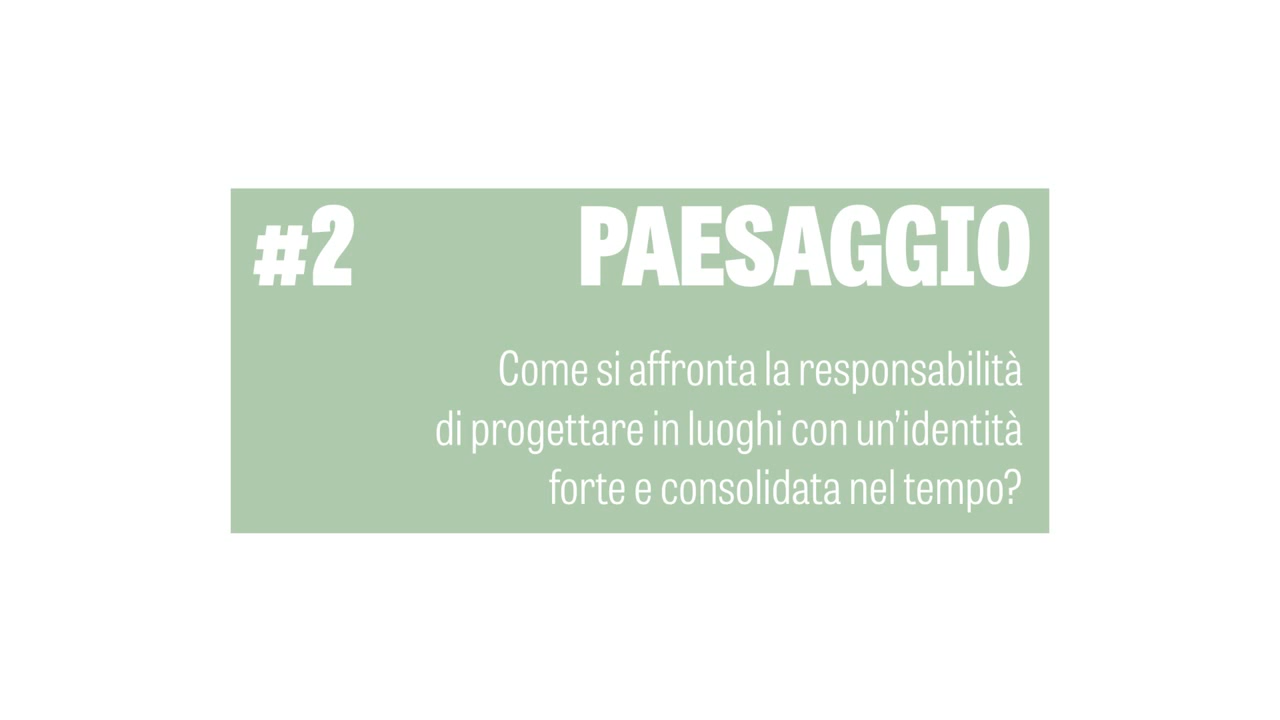 #2 PAESAGGIO
Come si affronta la responsabilità
di progettare in luoghi con un’identità
forte e consolidata nel tempo?